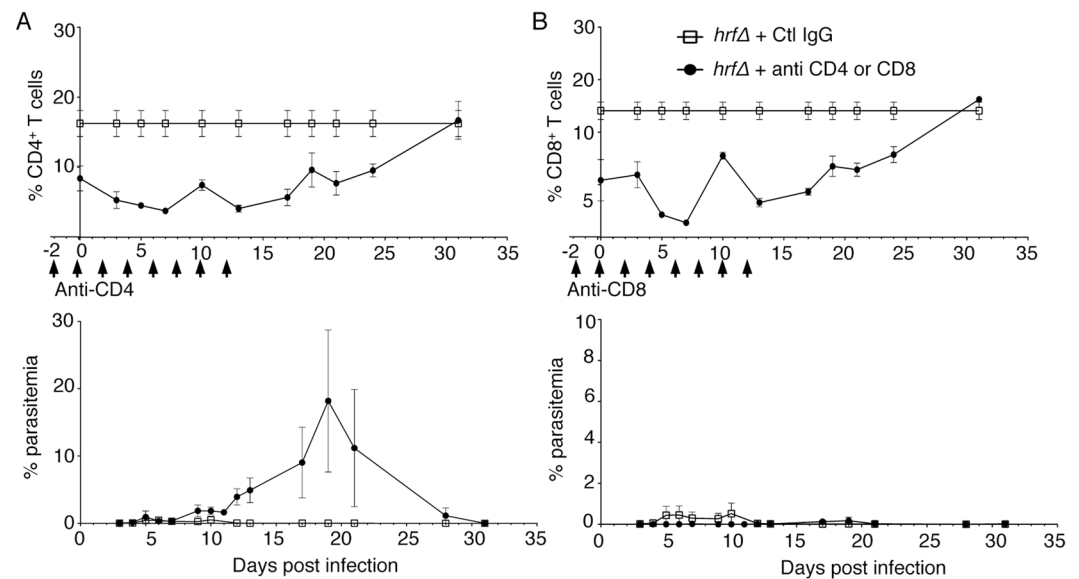 A
30
20
10
% CD4⁺ T cells
-2 0 5 10 15 20 25 30 35
Anti-CD4
30
20
10
0
% parasitemia
0 5 10 15 20 25 30 35
Days post infection
B
hrfΔ + Ctl IgG
hrfΔ + anti CD4 or CD8
30
20
10
5
% CD8⁺ T cells
-2 0 5 10 15 20 25 30 35
Anti-CD8
10
8
6
4
2
0
% parasitemia
0 5 10 15 20 25 30 35
Days post infection